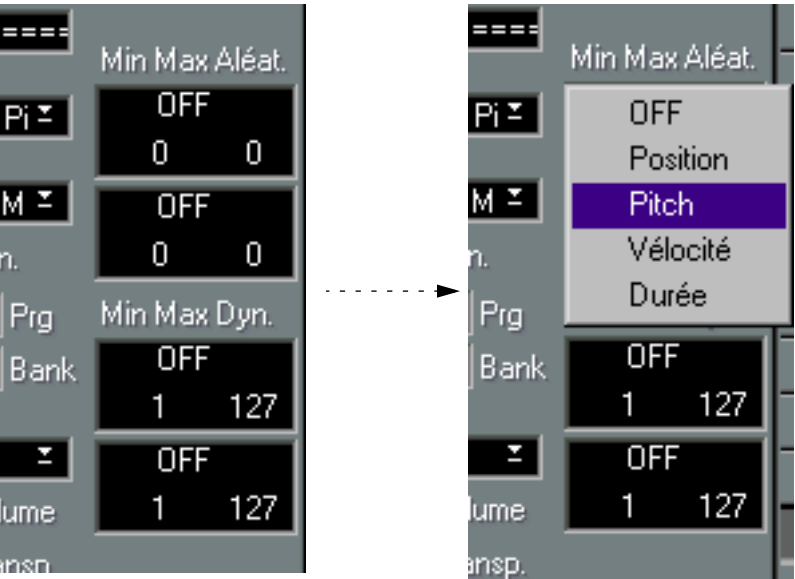 ====
Min Max Aléat.
OFF
Pi
0 0
M
OFF
0 0
n.
Prg
Min Max Dyn.
OFF
Bank
1 127
OFF
lume
1 127
ansp.
====
Min Max Aléat.
Pi
OFF
Position
M
Pitch
n.
Vélocité
Durée
Prg
Bank
OFF
1 127
OFF
lume
1 127
ansp.